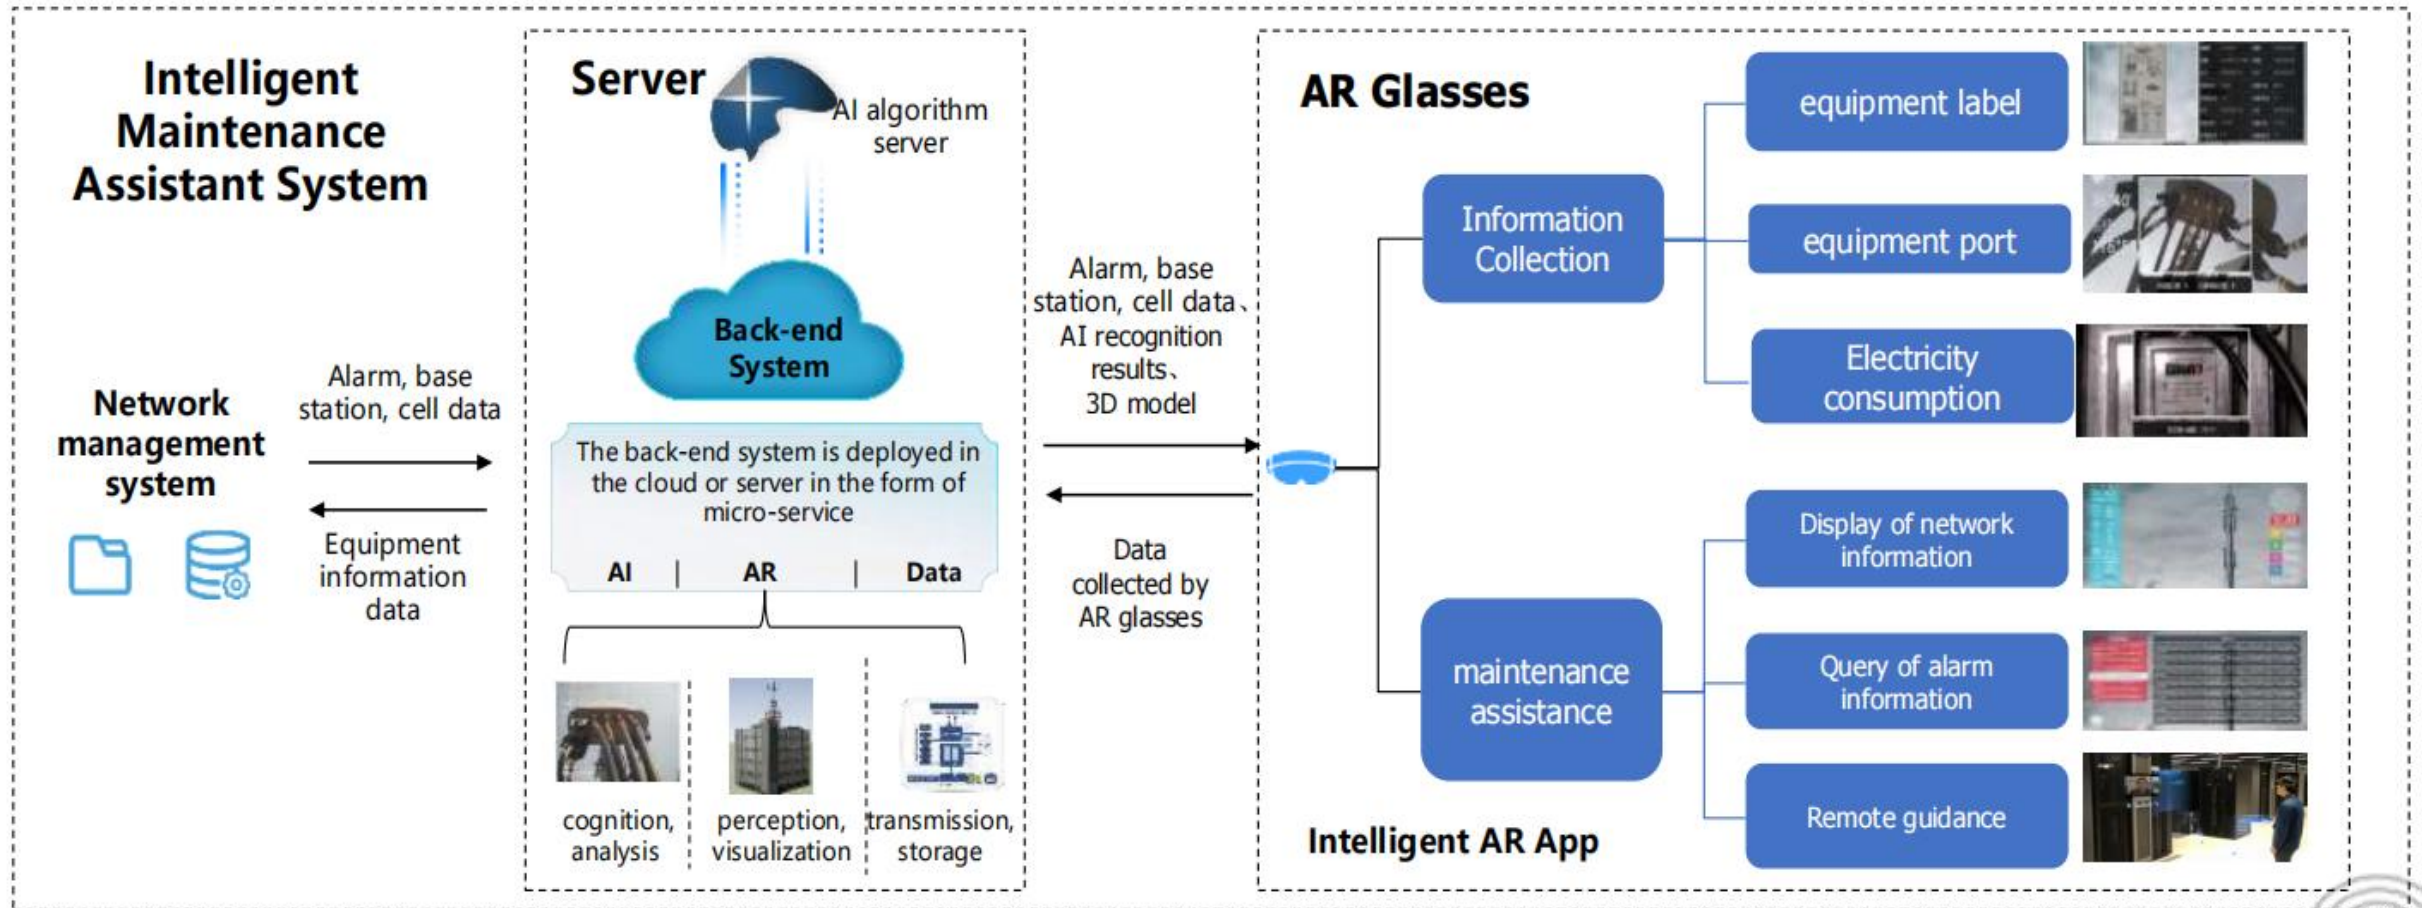 Intelligent
Maintenance
Assistant System
Network
management
system
Alarm, base
station, cell data
Equipment
information
data
Server
AI algorithm
server
Back-end
System
The back-end system is deployed in
the cloud or server in the form of
micro-service
AI | AR | Data
cognition,
analysis
perception,
visualization
transmission,
storage
Alarm, base
station, cell data、
AI recognition
results、
3D model
Data
collected by
AR glasses
AR Glasses
Information
Collection
equipment label
equipment port
Electricity
consumption
maintenance
assistance
Display of network
information
Query of alarm
information
Remote guidance
Intelligent AR App